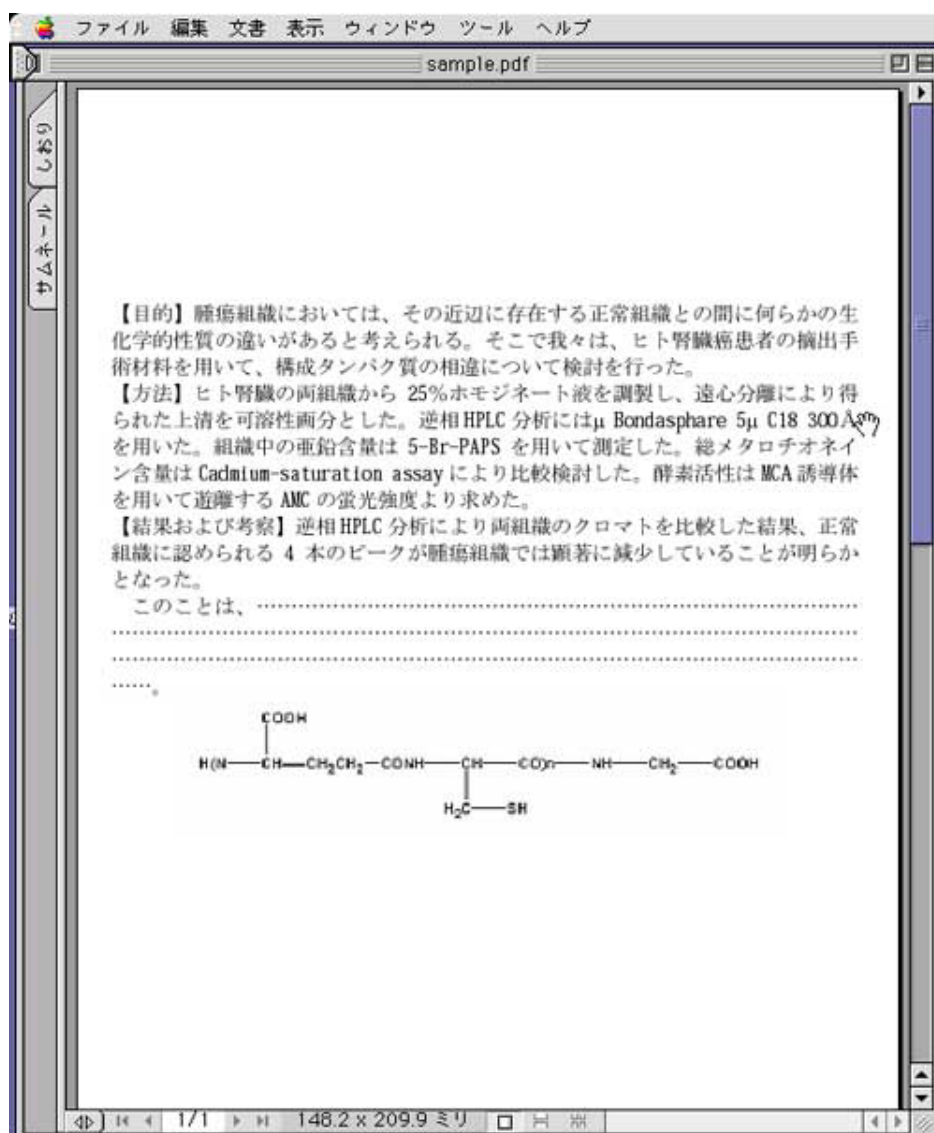 ファイル 編集 文書 表示 ウィンドウ ツール ヘルプ
sample.pdf
しおり
サムネール
【目的】腫瘍組織においては、その近辺に存在する正常組織との間に何らかの生
化学的性質の違いがあると考えられる。そこで我々は、ヒト腎臓癌患者の摘出手
術材料を用いて、構成タンパク質の相違について検討を行った。
【方法】ヒト腎臓の両組織から 25%ホモジネート液を調製し、遠心分離により得
られた上清を可溶性画分とした。逆相 HPLC 分析にはμ Bondasphare 5μ C18 300Å
を用いた。組織中の亜鉛含量は 5-Br-PAPS を用いて測定した。総メタロチオネイ
ン含量は Cadmium-saturation assay により比較検討した。酵素活性は MCA 誘導体
を用いて遊離する AMC の蛍光強度より求めた。
【結果および考察】逆相 HPLC 分析により両組織のクロマトを比較した結果、正常
組織に認められる 4 本のピークが腫瘍組織では顕著に減少していることが明らか
となった。
このことは、………………………………………………………………………
………………………………………………………………………………………
………………………………………………………………………………………
……。
COOH
H(N—CH—CH₂CH₂—CONH—CH—CO)n—NH—CH₂—COOH
H₂C—SH
1/1 148.2 x 209.9 ミリ